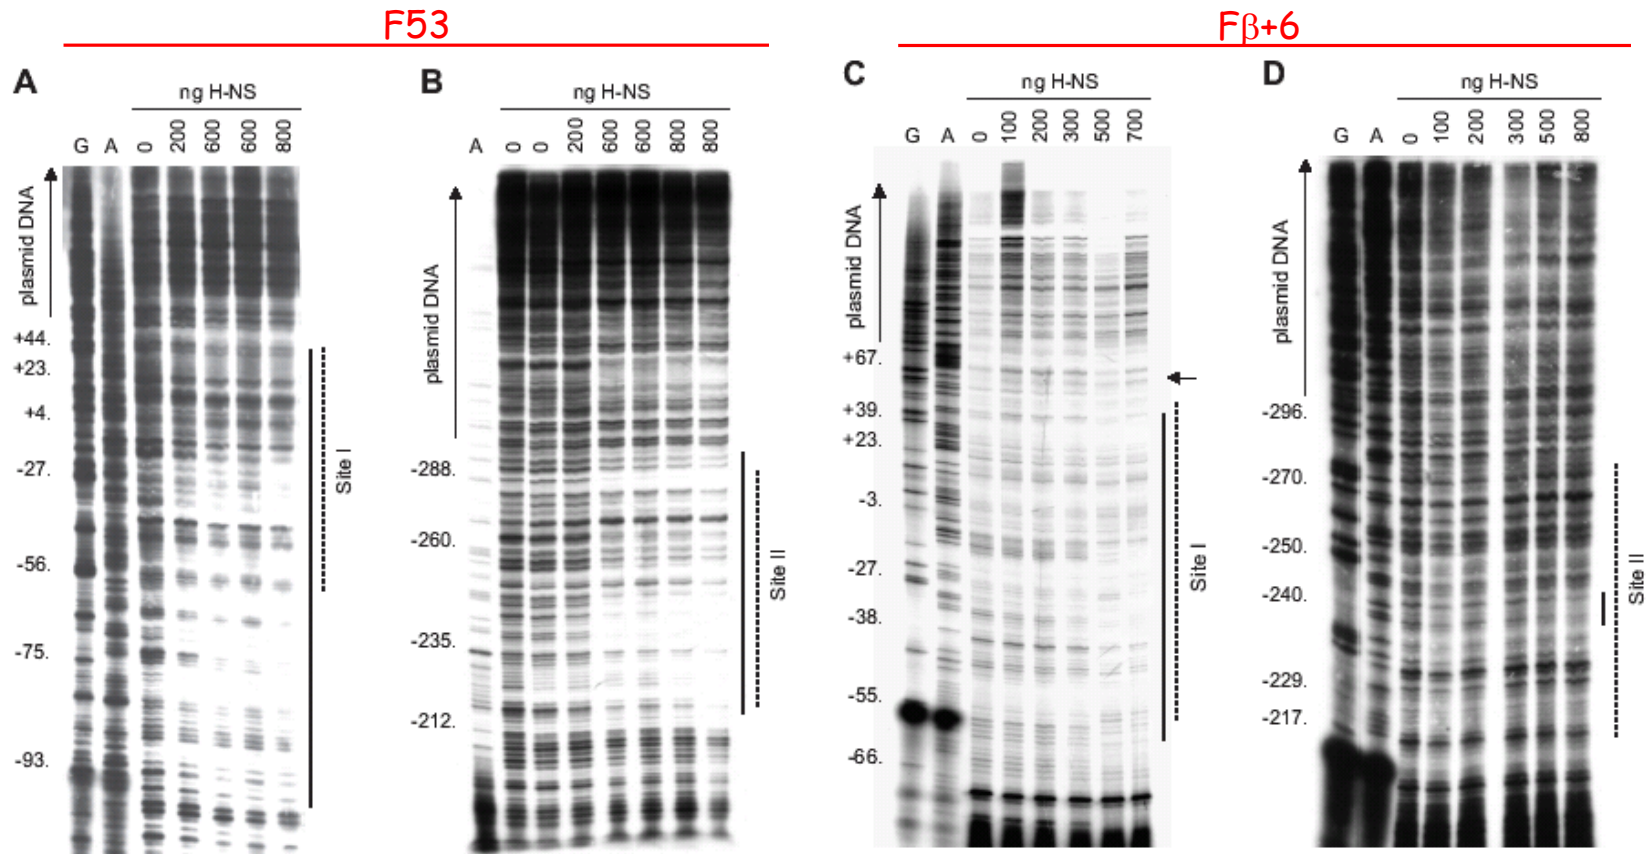 F53
Fβ+6
A
ng H-NS
G A 0 200 600 600 800
plasmid DNA
+44.
+23.
+4.
-27.
-56.
-75.
-93.
Site I
B
ng H-NS
A 0 0 200 600 600 800 800
plasmid DNA
-288.
-260.
-235.
-212.
Site II
C
ng H-NS
G A 0 100 200 300 500 700
plasmid DNA
+67.
+39.
+23.
-3.
-27.
-38.
-55.
-66.
Site I
D
ng H-NS
G A 0 100 200 300 500 800
plasmid DNA
-296.
-270.
-250.
-240.
-229.
-217.
Site II